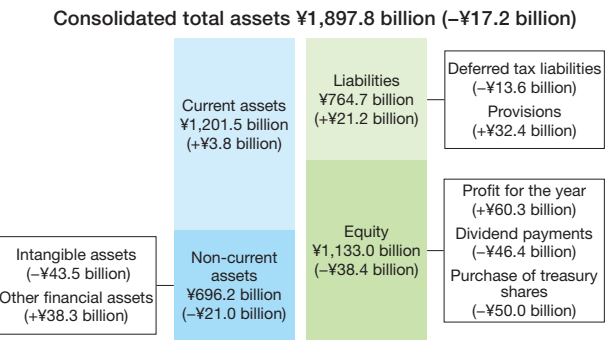 Consolidated total assets ¥1,897.8 billion (−¥17.2 billion)
Current assets
¥1,201.5 billion
(+¥3.8 billion)
Non-current
assets
¥696.2 billion
(−¥21.0 billion)
Intangible assets
(−¥43.5 billion)
Other financial assets
(+¥38.3 billion)
Liabilities
¥764.7 billion
(+¥21.2 billion)
Deferred tax liabilities
(−¥13.6 billion)
Provisions
(+¥32.4 billion)
Equity
¥1,133.0 billion
(−¥38.4 billion)
Profit for the year
(+¥60.3 billion)
Dividend payments
(−¥46.4 billion)
Purchase of treasury
shares
(−¥50.0 billion)